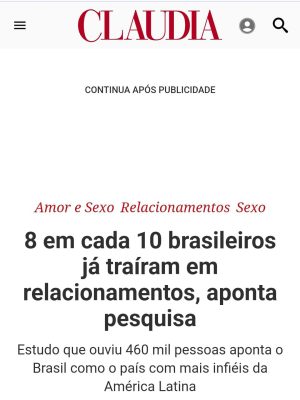 CLAUDIA
CONTINUA APÓS PUBLICIDADE
Amor e Sexo Relacionamentos Sexo
8 em cada 10 brasileiros
já traíram em
relacionamentos, aponta
pesquisa
Estudo que ouviu 460 mil pessoas aponta o
Brasil como o país com mais infiéis da
América Latina